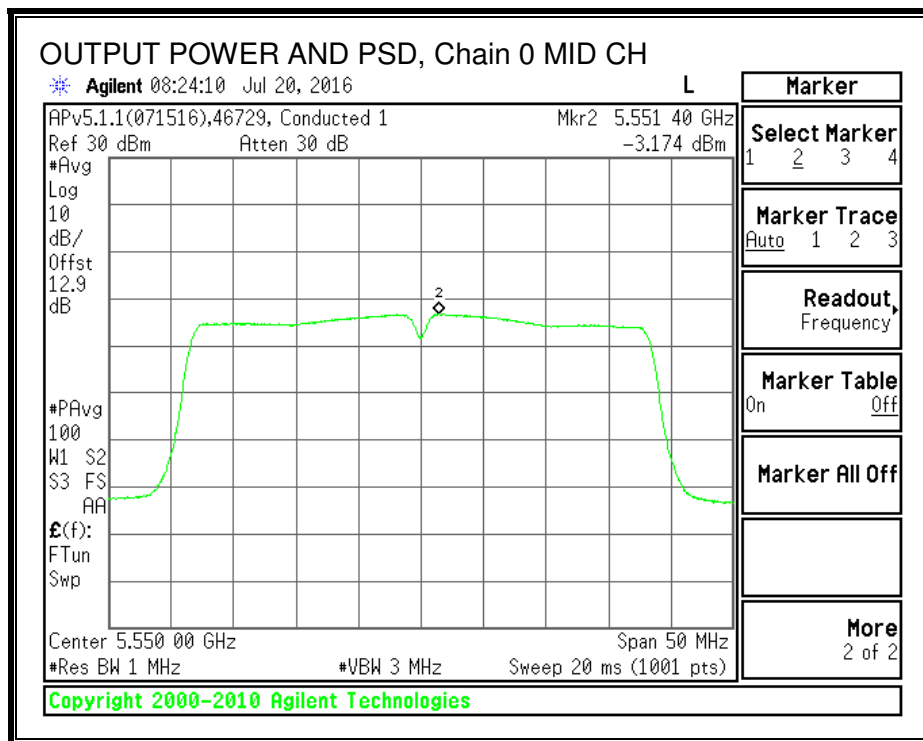 OUTPUT POWER AND PSD, Chain 0 MID CH
Agilent 08:24:10 Jul 20, 2016 L
APv5.1.1(071516),46729, Conducted 1 Mkr2 5.551 40 GHz
Ref 30 dBm Atten 30 dB -3.174 dBm
#Avg
Log
10
dB/
Offst
12.9
dB
2
#PAvg
100
W1 S2
S3 FS
AA
£(f):
FTun
Swp
Center 5.550 00 GHz Span 50 MHz
#Res BW 1 MHz #VBW 3 MHz Sweep 20 ms (1001 pts)
Copyright 2000-2010 Agilent Technologies
Marker
Select Marker
1 2 3 4
Marker Trace
Auto 1 2 3
Readout
Frequency
Marker Table
On Off
Marker All Off
More
2 of 2